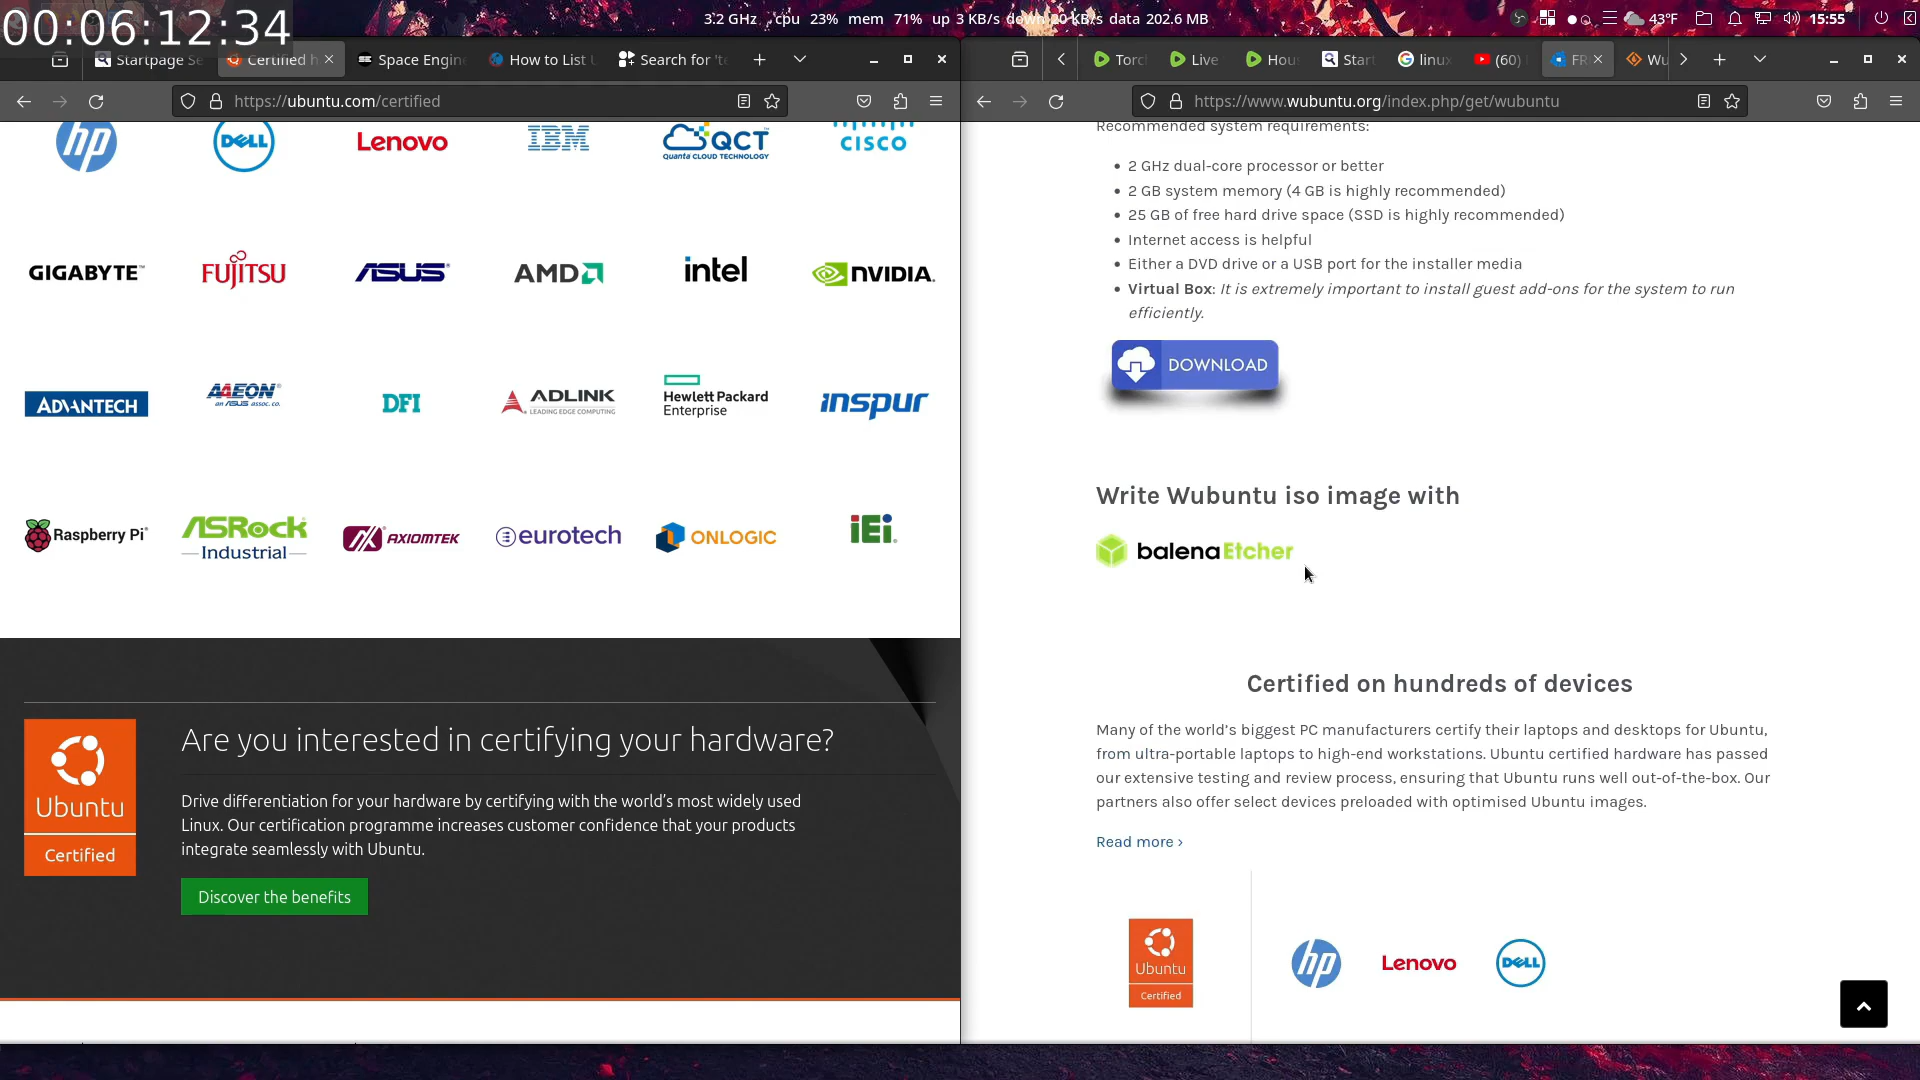 00:06:12:34
3.2 GHz cpu 23% mem 71% up 3 KB/s down 20 KB/s data 202.6 MB
43°F
15:55
Startpage Se
Certified h
Space Engin
How to List U
Search for 'te
https://ubuntu.com/certified
hp
DELL
Lenovo
IBM
QCT
Quanta Cloud Technology
CISCO
GIGABYTE™
FUJITSU
ASUS
AMD
intel
NVIDIA.
ADVANTECH
AAEON
an ASUS assoc. co.
DFI
ADLINK
LEADING EDGE COMPUTING
Hewlett Packard
Enterprise
inspur
Raspberry Pi
ASRock
Industrial
AXIOMTEK
eurotech
ONLOGIC
iEi
Are you interested in certifying your hardware?
Ubuntu
Certified
Drive differentiation for your hardware by certifying with the world's most widely used
Linux. Our certification programme increases customer confidence that your products
integrate seamlessly with Ubuntu.
Discover the benefits
Torc
Live
Hou
Start
linux
(60)
FR
Wu
https://www.wubuntu.org/index.php/get/wubuntu
Recommended system requirements:
• 2 GHz dual-core processor or better
• 2 GB system memory (4 GB is highly recommended)
• 25 GB of free hard drive space (SSD is highly recommended)
• Internet access is helpful
• Either a DVD drive or a USB port for the installer media
• Virtual Box: It is extremely important to install guest add-ons for the system to run
efficiently.
DOWNLOAD
Write Wubuntu iso image with
balenaEtcher
Certified on hundreds of devices
Many of the world's biggest PC manufacturers certify their laptops and desktops for Ubuntu,
from ultra-portable laptops to high-end workstations. Ubuntu certified hardware has passed
our extensive testing and review process, ensuring that Ubuntu runs well out-of-the-box. Our
partners also offer select devices preloaded with optimised Ubuntu images.
Read more ›
Ubuntu
Certified
hp
Lenovo
DELL